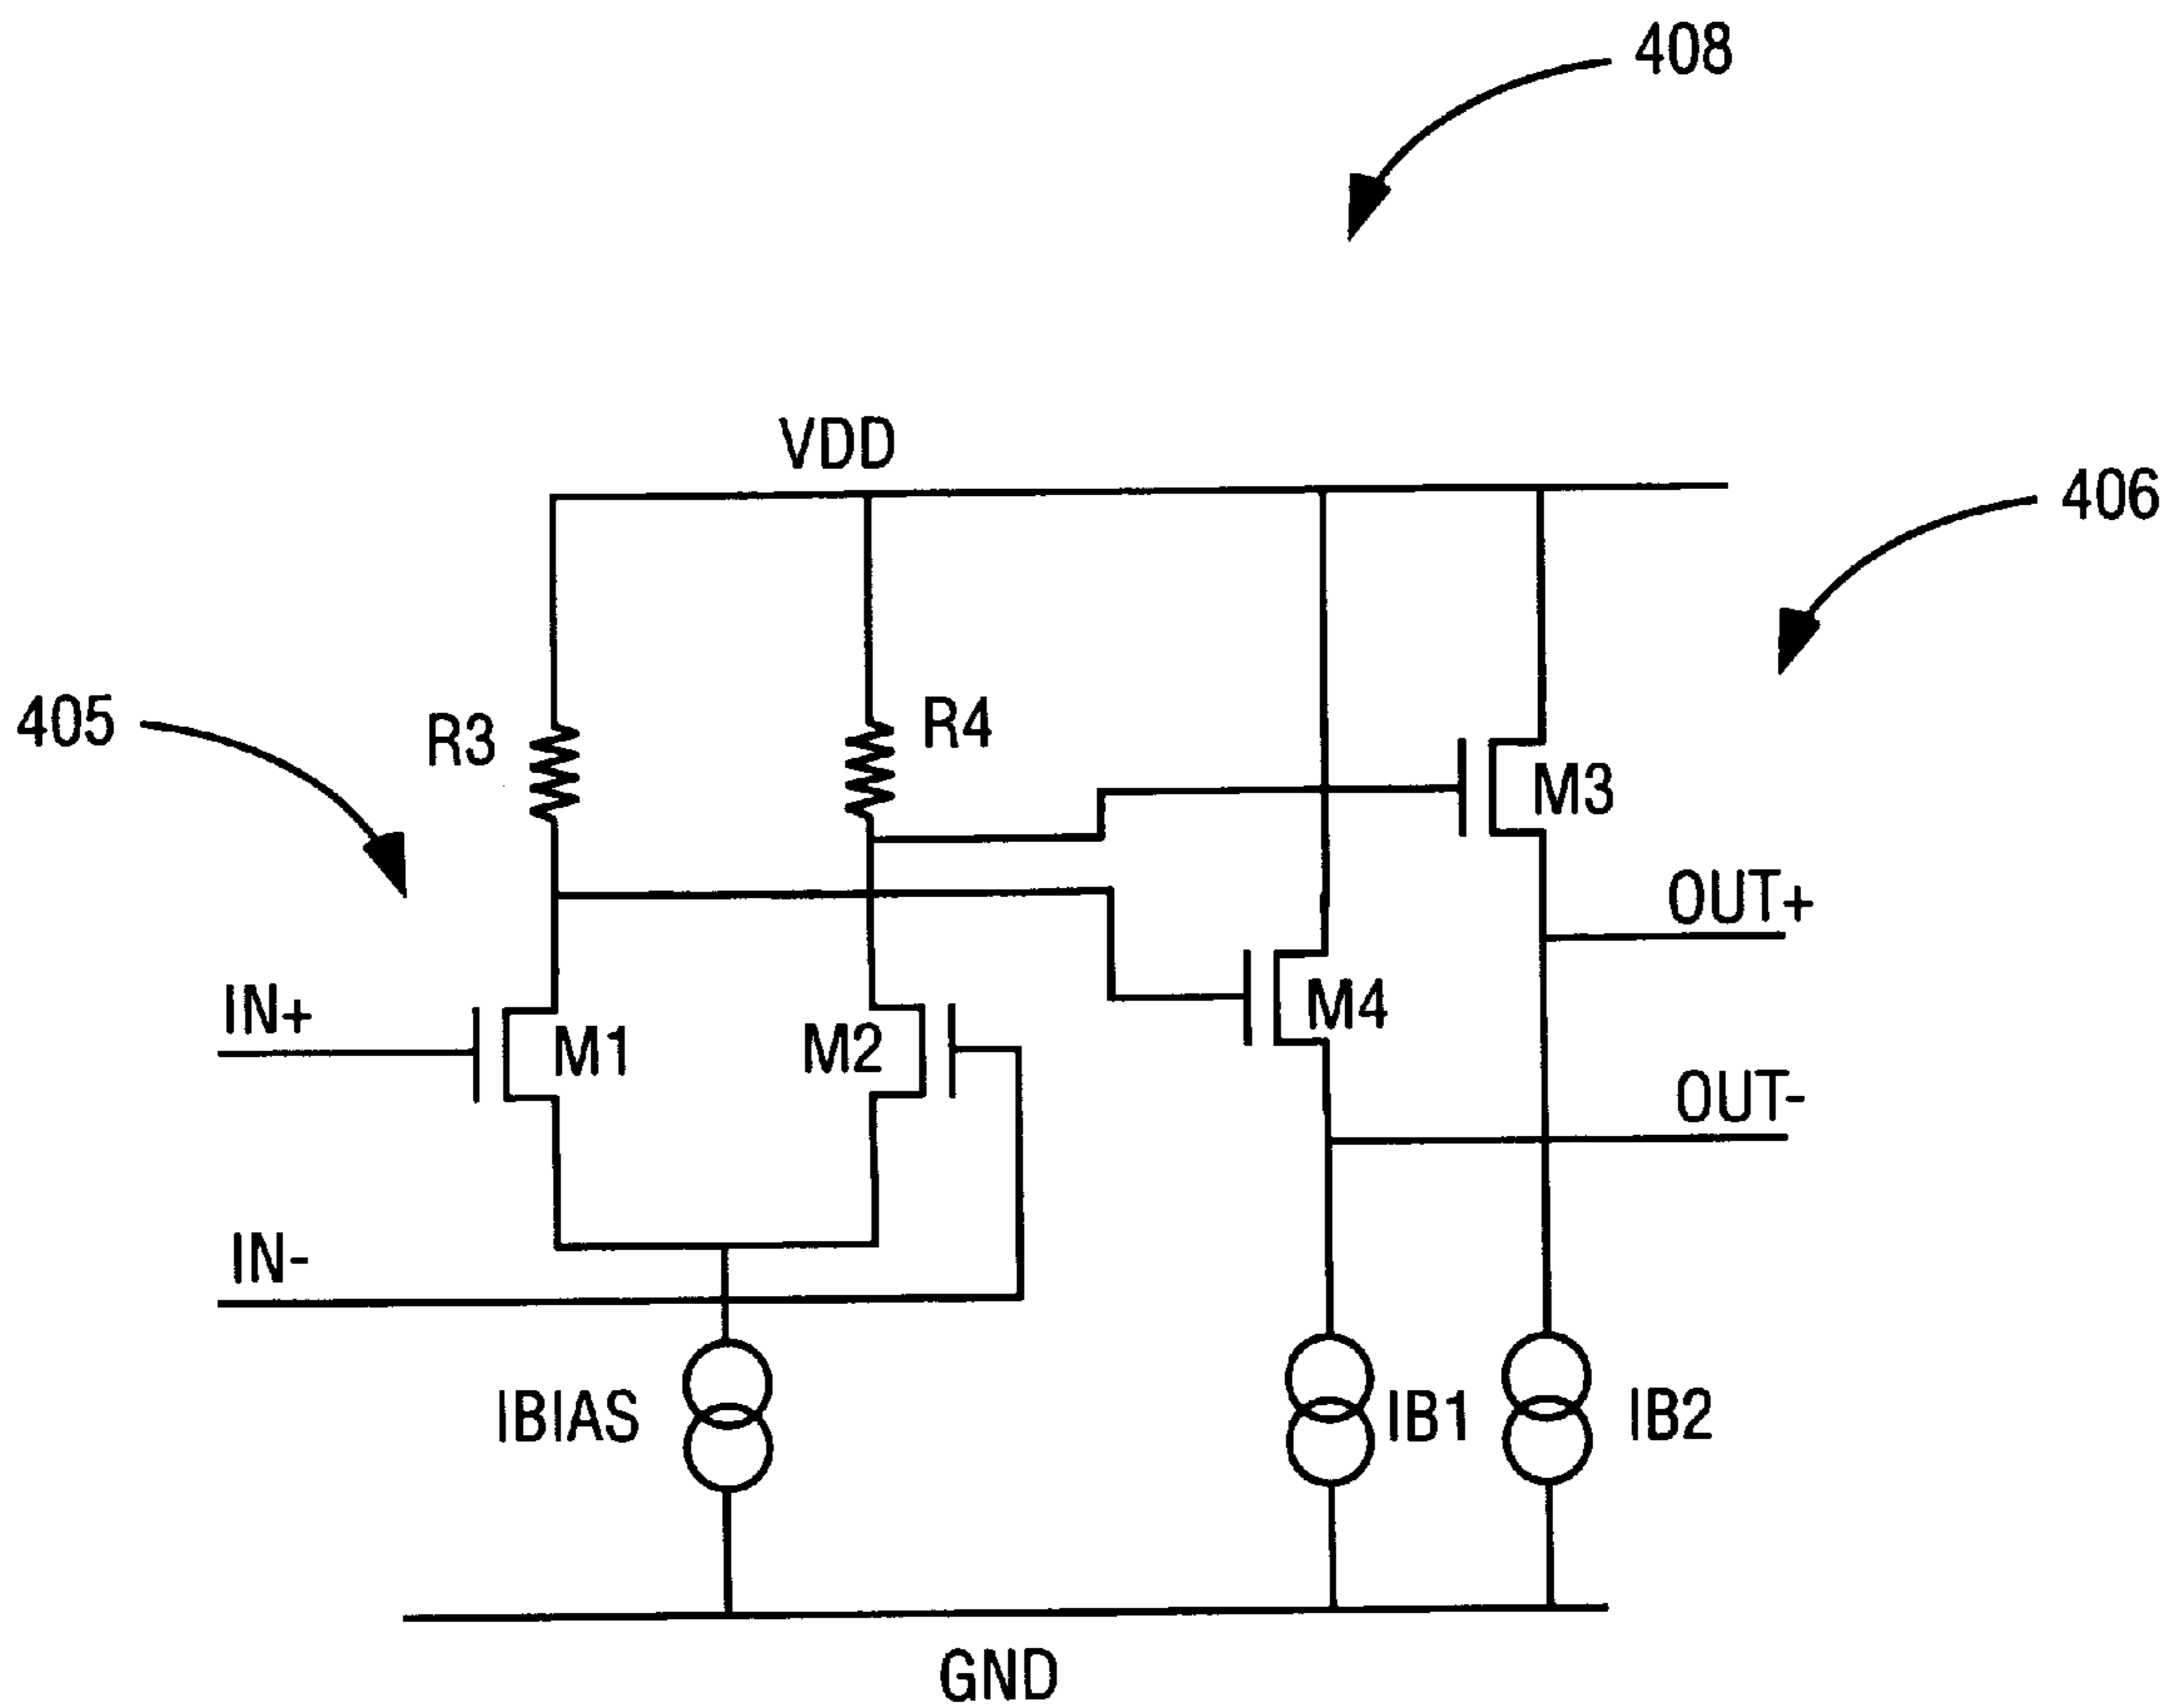 408
VDD
406
405
R3
R4
M3
OUT+
IN+
M1
M2
M4
OUT-
IN-
IBIAS
IB1
IB2
GND